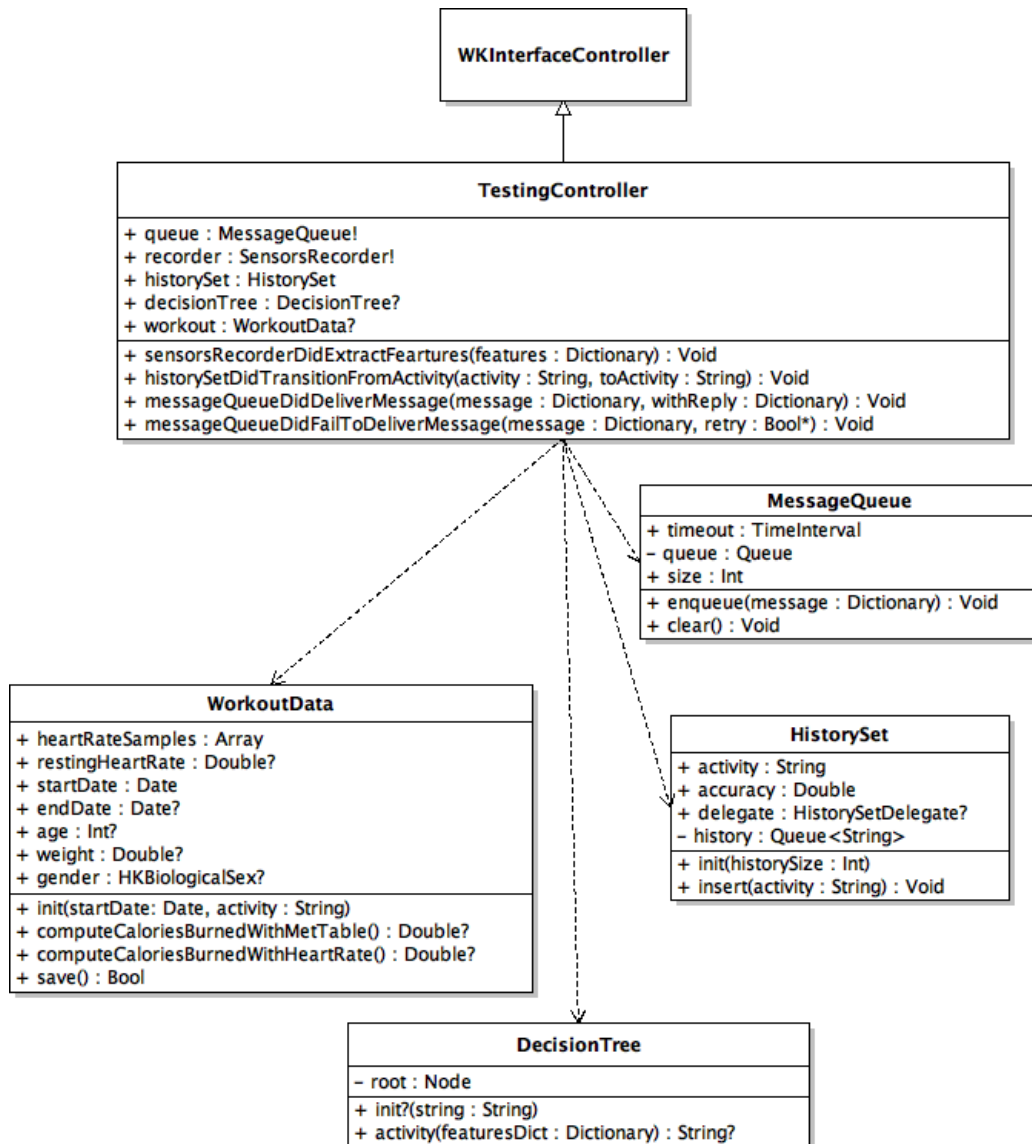 WKInterfaceController
TestingController
+ queue : MessageQueue!
+ recorder : SensorsRecorder!
+ historySet : HistorySet
+ decisionTree : DecisionTree?
+ workout : WorkoutData?
+ sensorsRecorderDidExtractFeartures(features : Dictionary) : Void
+ historySetDidTransitionFromActivity(activity : String, toActivity : String) : Void
+ messageQueueDidDeliverMessage(message : Dictionary, withReply : Dictionary) : Void
+ messageQueueDidFailToDeliverMessage(message : Dictionary, retry : Bool*) : Void
MessageQueue
+ timeout : TimeInterval
− queue : Queue
+ size : Int
+ enqueue(message : Dictionary) : Void
+ clear() : Void
WorkoutData
+ heartRateSamples : Array
+ restingHeartRate : Double?
+ startDate : Date
+ endDate : Date?
+ age : Int?
+ weight : Double?
+ gender : HKBiologicalSex?
+ init(startDate: Date, activity : String)
+ computeCaloriesBurnedWithMetTable() : Double?
+ computeCaloriesBurnedWithHeartRate() : Double?
+ save() : Bool
HistorySet
+ activity : String
+ accuracy : Double
+ delegate : HistorySetDelegate?
− history : Queue<String>
+ init(historySize : Int)
+ insert(activity : String) : Void
DecisionTree
− root : Node
+ init?(string : String)
+ activity(featuresDict : Dictionary) : String?